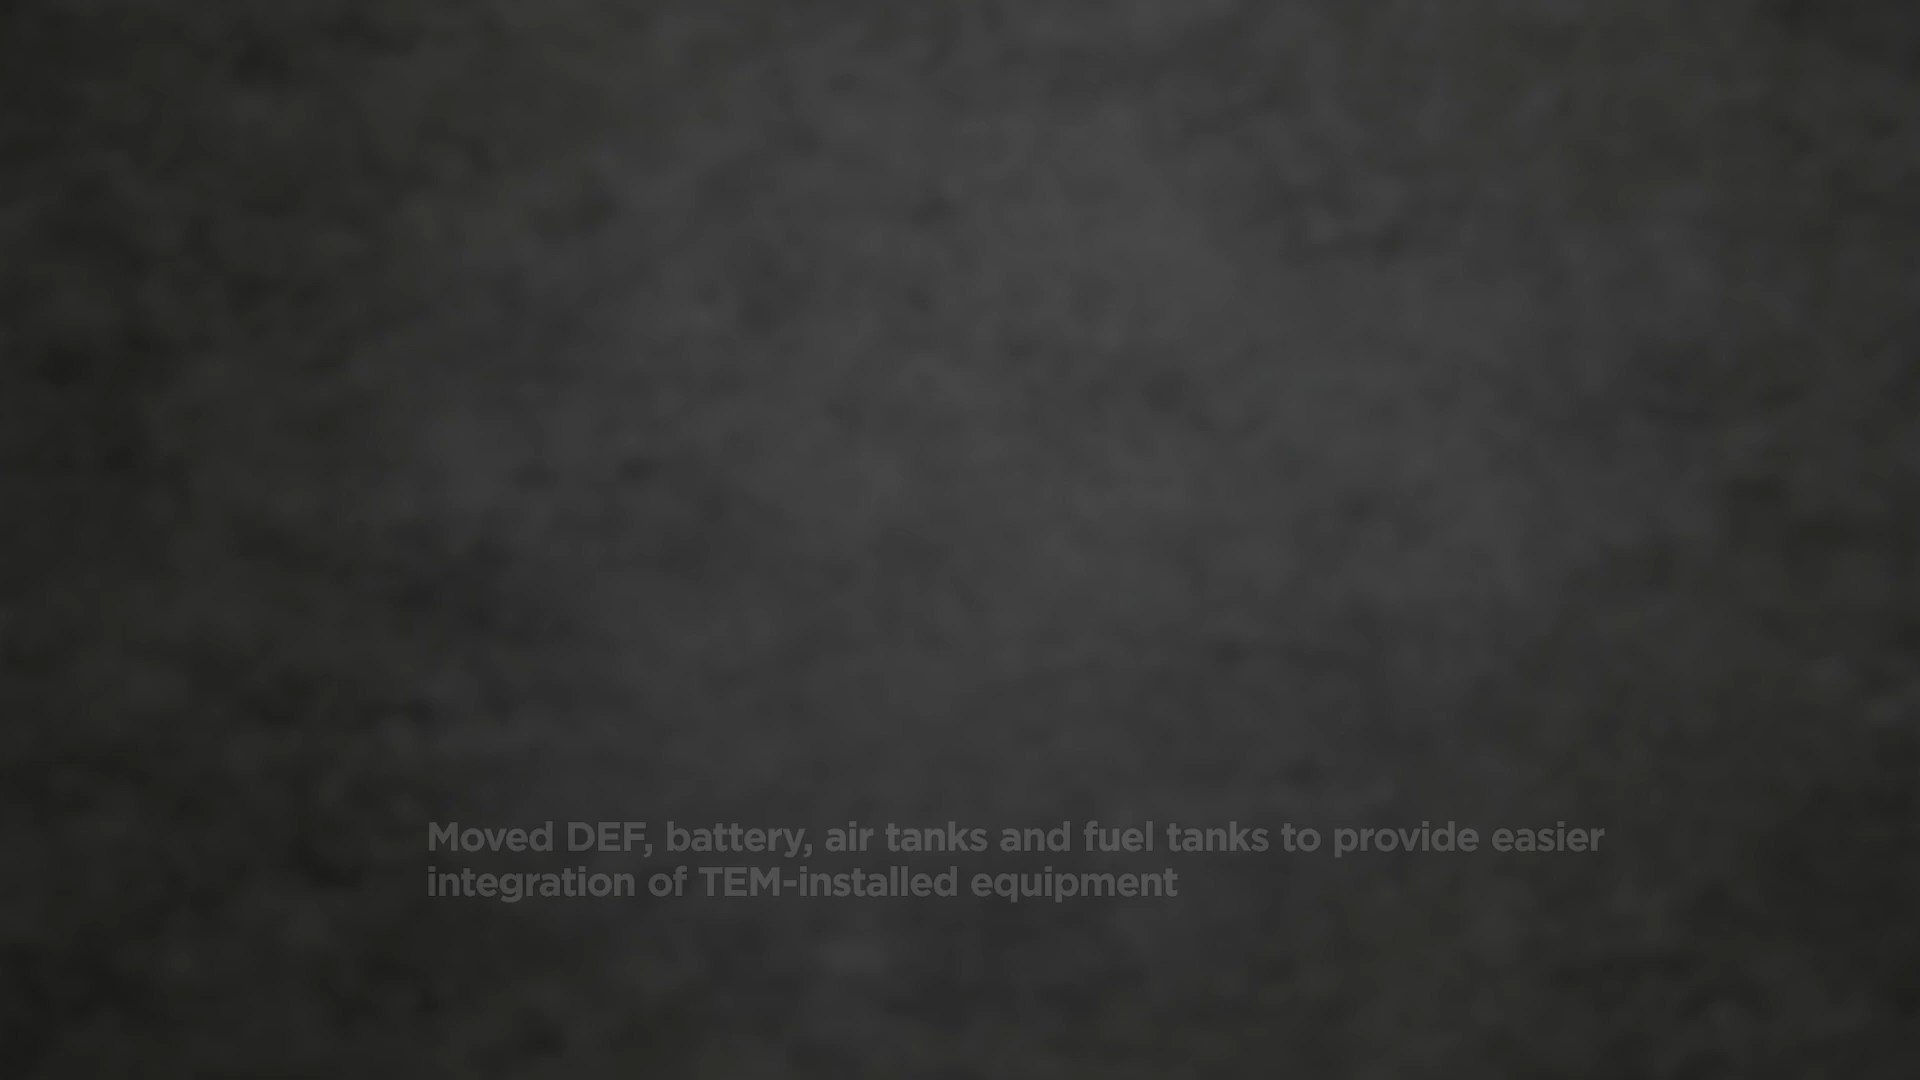 Moved DEF, battery, air tanks and fuel tanks to provide easier
integration of TEM-installed equipment